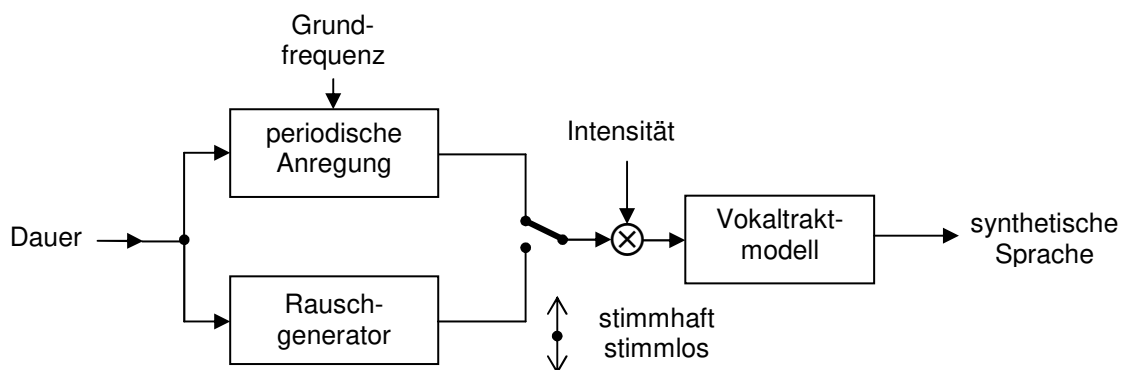 Grund-
frequenz
periodische
Anregung
Intensität
Dauer
Vokaltrakt-
modell
synthetische
Sprache
Rausch-
generator
stimmhaft
stimmlos